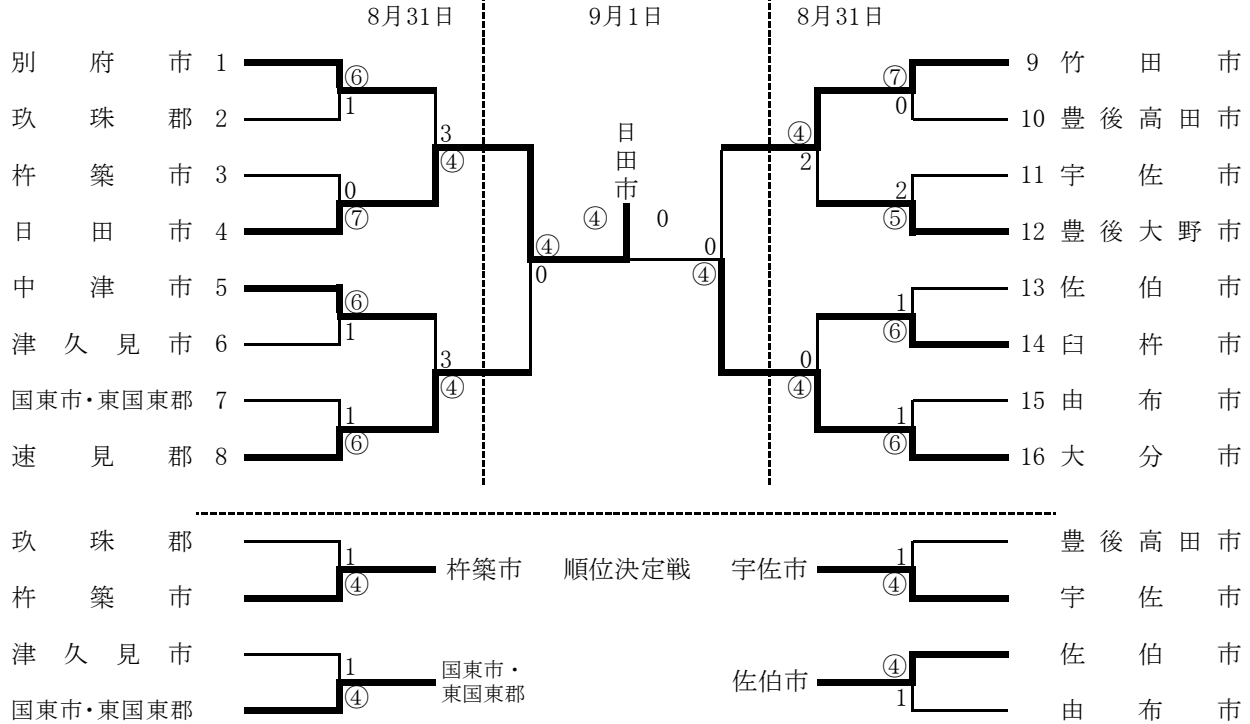 8月31日 9月1日 8月31日
別府市 1 ⑥ ⑦ 9 竹田市
玖珠郡 2 1 0 10 豊後高田市
3 ④ 日田市 ④ 2
杵築市 3 0 2 11 宇佐市
日田市 4 ⑦ ⑤ 12 豊後大野市
④ 0 ④ 0 0 ④
中津市 5 ⑥ 1 13 佐伯市
津久見市 6 1 ⑥ 14 臼杵市
3 ④ 0 ④
国東市・東国東郡 7 1 1 15 由布市
速見郡 8 ⑥ ⑥ 16 大分市
玖珠郡 1 1 豊後高田市
杵築市 順位決定戦 宇佐市
杵築市 ④ ④ 宇佐市
津久見市 1 ④ 佐伯市
国東市・東国東郡 佐伯市
国東市・東国東郡 ④ 1 由布市